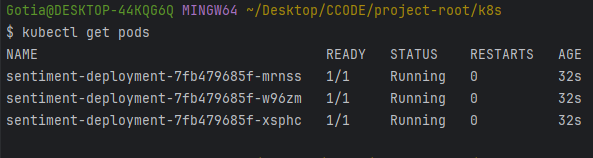 Gotia@DESKTOP-44KQG6Q MINGW64 ~/Desktop/CCODE/project-root/k8s
$ kubectl get pods
NAME READY STATUS RESTARTS AGE
sentiment-deployment-7fb479685f-mrnss 1/1 Running 0 32s
sentiment-deployment-7fb479685f-w96zm 1/1 Running 0 32s
sentiment-deployment-7fb479685f-xsphc 1/1 Running 0 32s